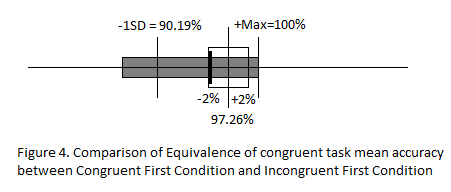 -1SD = 90.19% +Max=100%
-2% +2%
97.26%
Figure 4. Comparison of Equivalence of congruent task mean accuracy
between Congruent First Condition and Incongruent First Condition